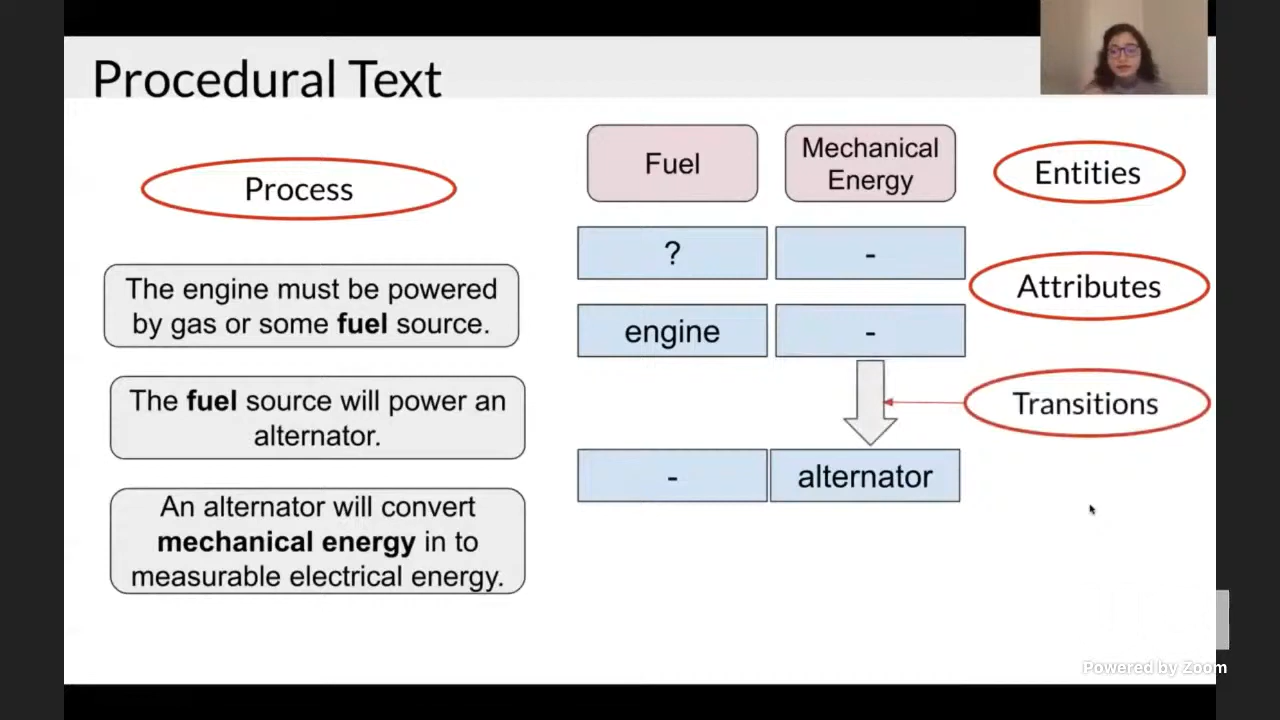 Procedural Text
Process
The engine must be powered
by gas or some fuel source.
The fuel source will power an
alternator.
An alternator will convert
mechanical energy in to
measurable electrical energy.
Fuel
Mechanical
Energy
Entities
?
-
Attributes
engine
-
Transitions
-
alternator
Powered by Zoom